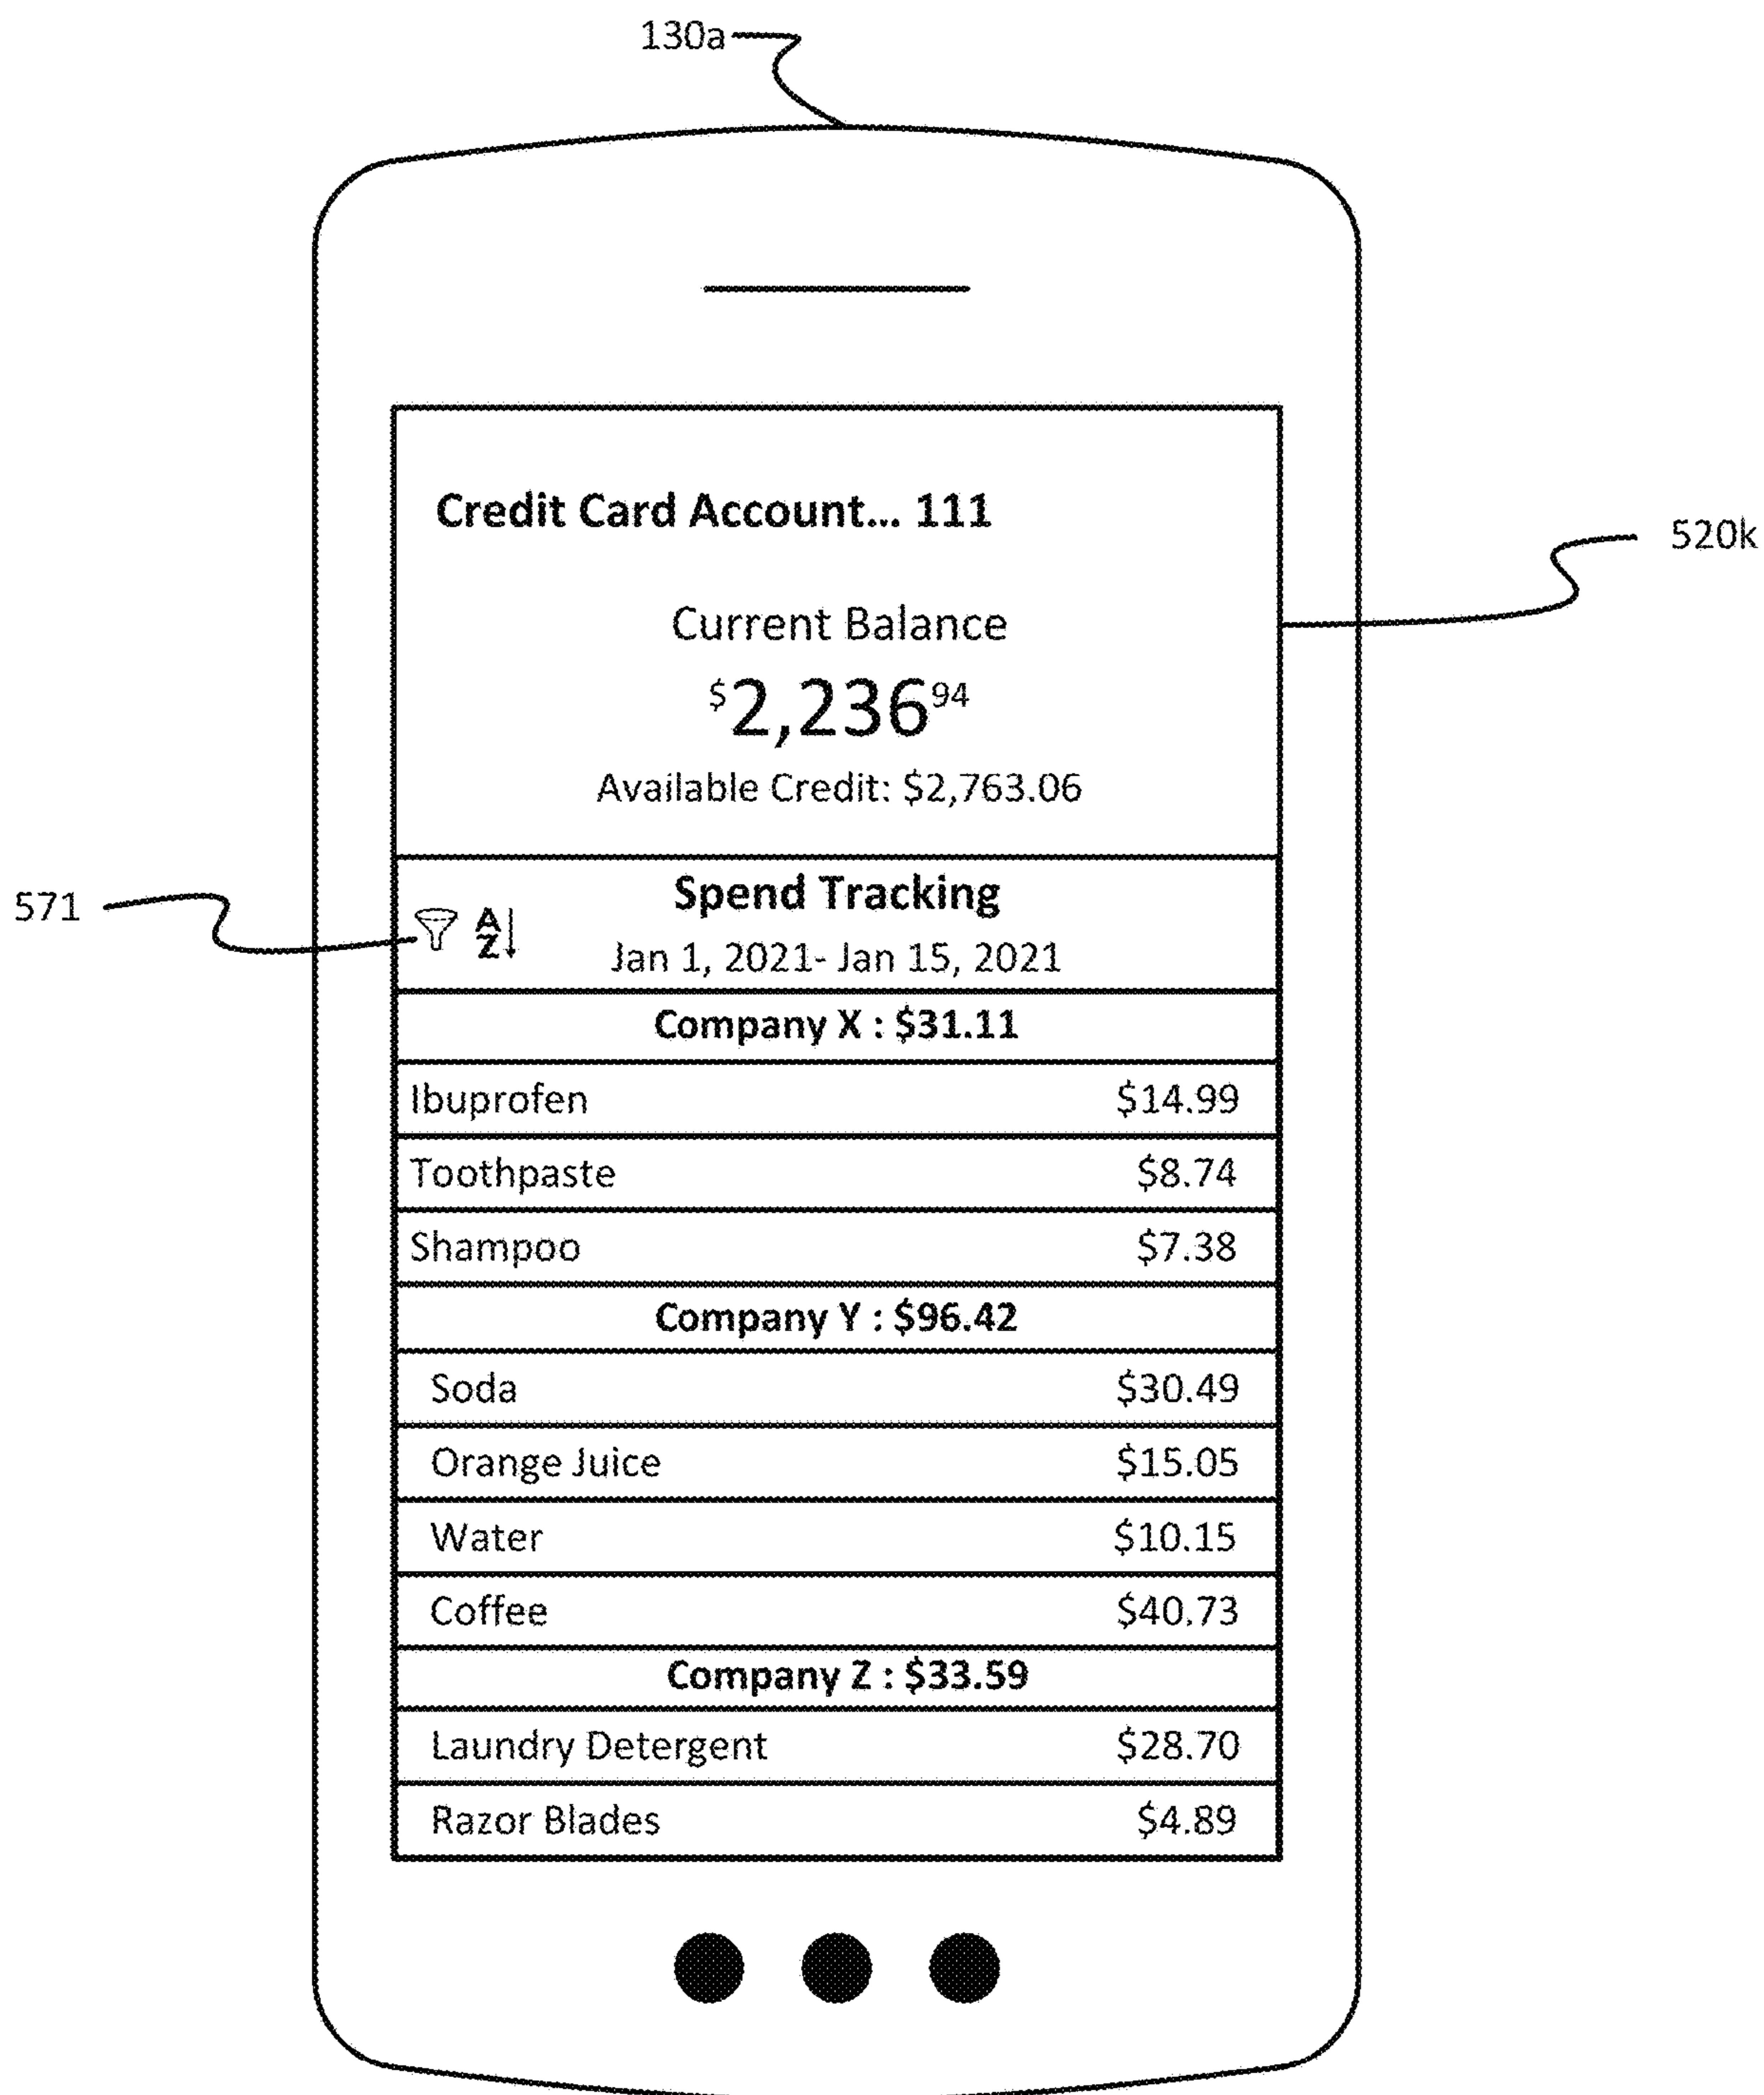 130a
Credit Card Account... 111
520k
Current Balance
$2,23694
Available Credit: $2,763.06
571
A
Z
Spend Tracking
Jan 1, 2021- Jan 15, 2021
Company X : $31.11
Ibuprofen $14.99
Toothpaste $8.74
Shampoo $7.38
Company Y : $96.42
Soda $30.49
Orange Juice $15.05
Water $10.15
Coffee $40.73
Company Z : $33.59
Laundry Detergent $28.70
Razor Blades $4.89